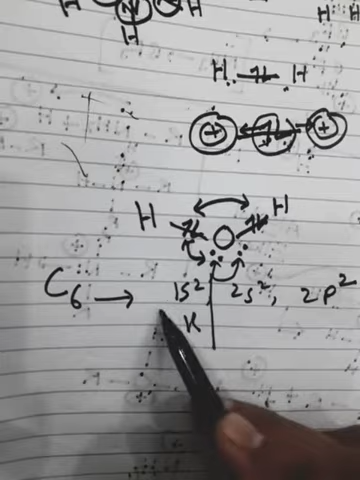 H N H
H H
H
H H
+ + 
H O H
C6 → 1s², 2s², 2p²
K